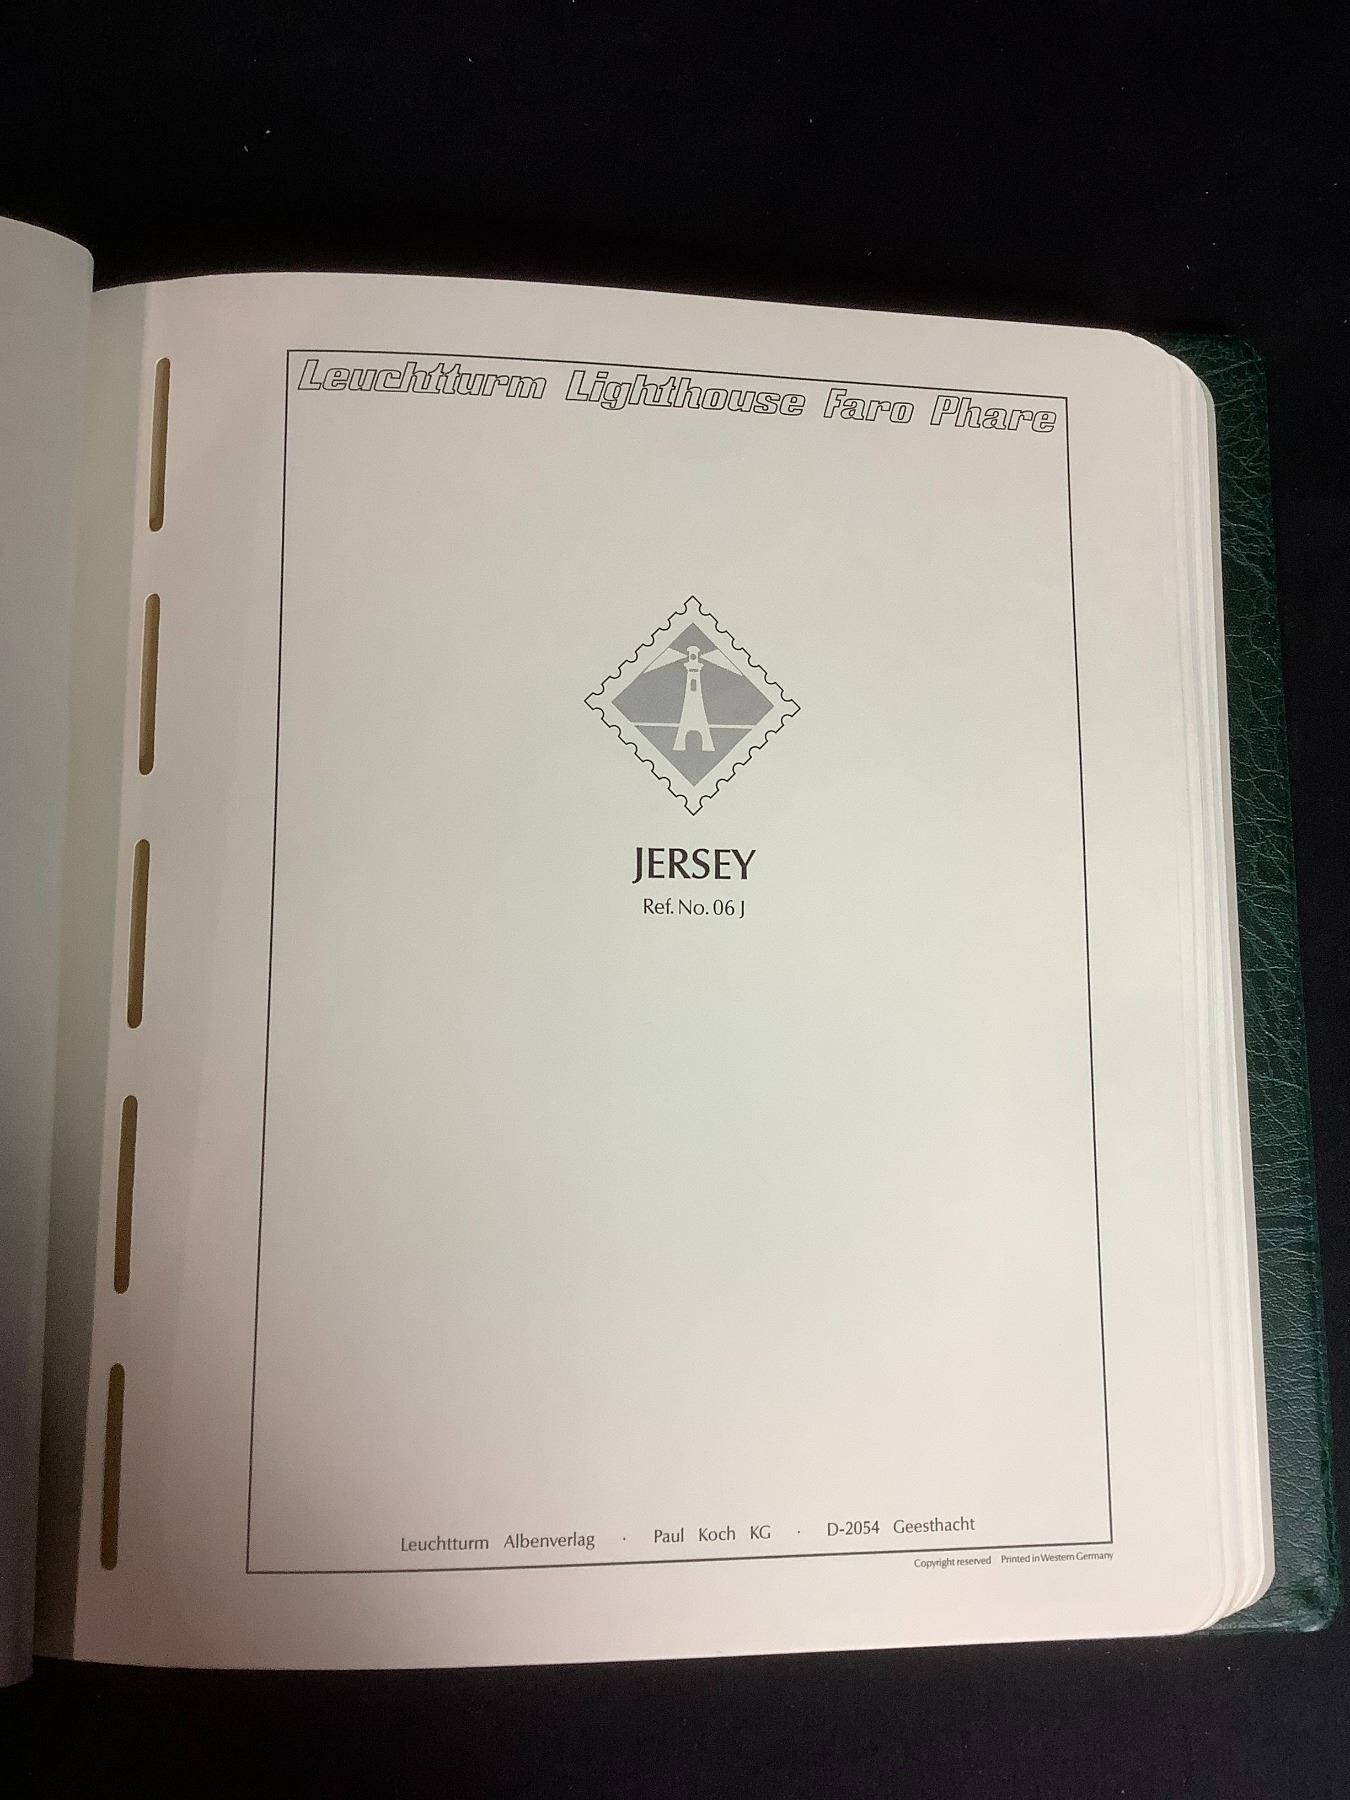 Leuchtturm Lighthouse Faro Phare
JERSEY
Ref. No. 06 J
Leuchtturm Albenverlag · Paul Koch KG · D-2054 Geesthacht
Copyright reserved Printed in Western Germany